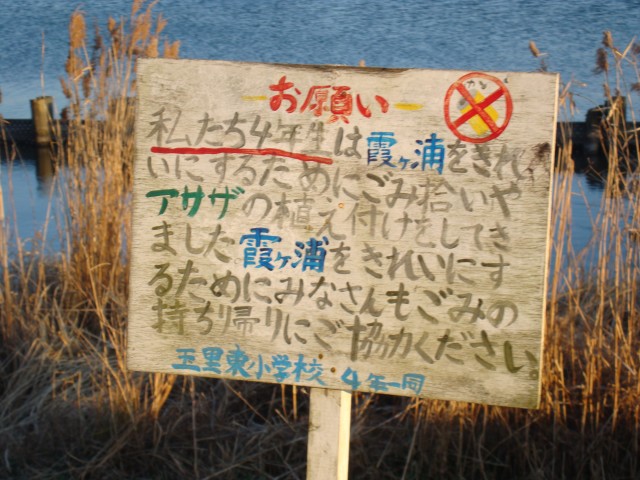 ーお願いー
私たち4年生は霞ヶ浦をきれ
いにするためにごみ拾いや
アサザの植え付けをしてき
ました。霞ヶ浦をきれいにす
るためにみなさんもごみの
持ち帰りにご協力ください
玉里東小学校 4年一同